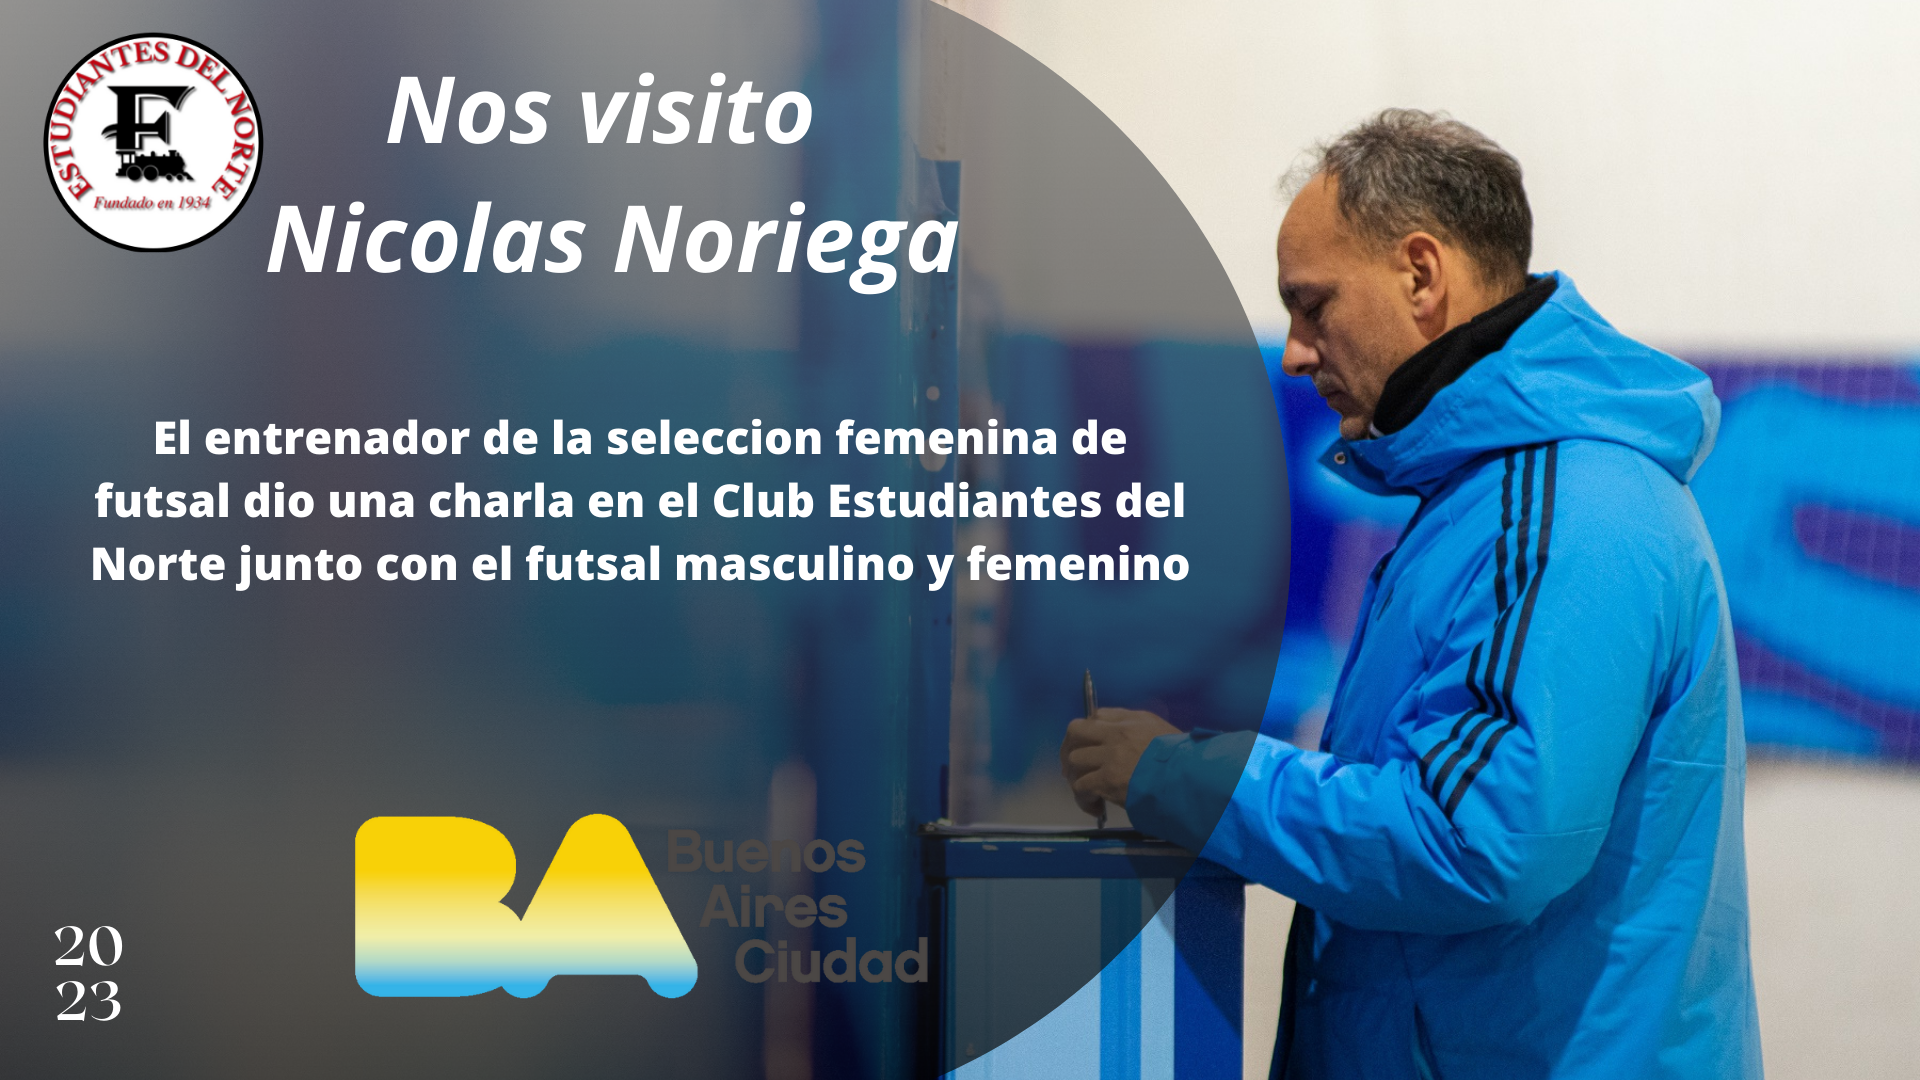 ESTUDIANTES DEL NORTE
E
Fundado en 1934
Nos visito
Nicolas Noriega
El entrenador de la seleccion femenina de
futsal dio una charla en el Club Estudiantes del
Norte junto con el futsal masculino y femenino
BA
Buenos
Aires
Ciudad
20
23